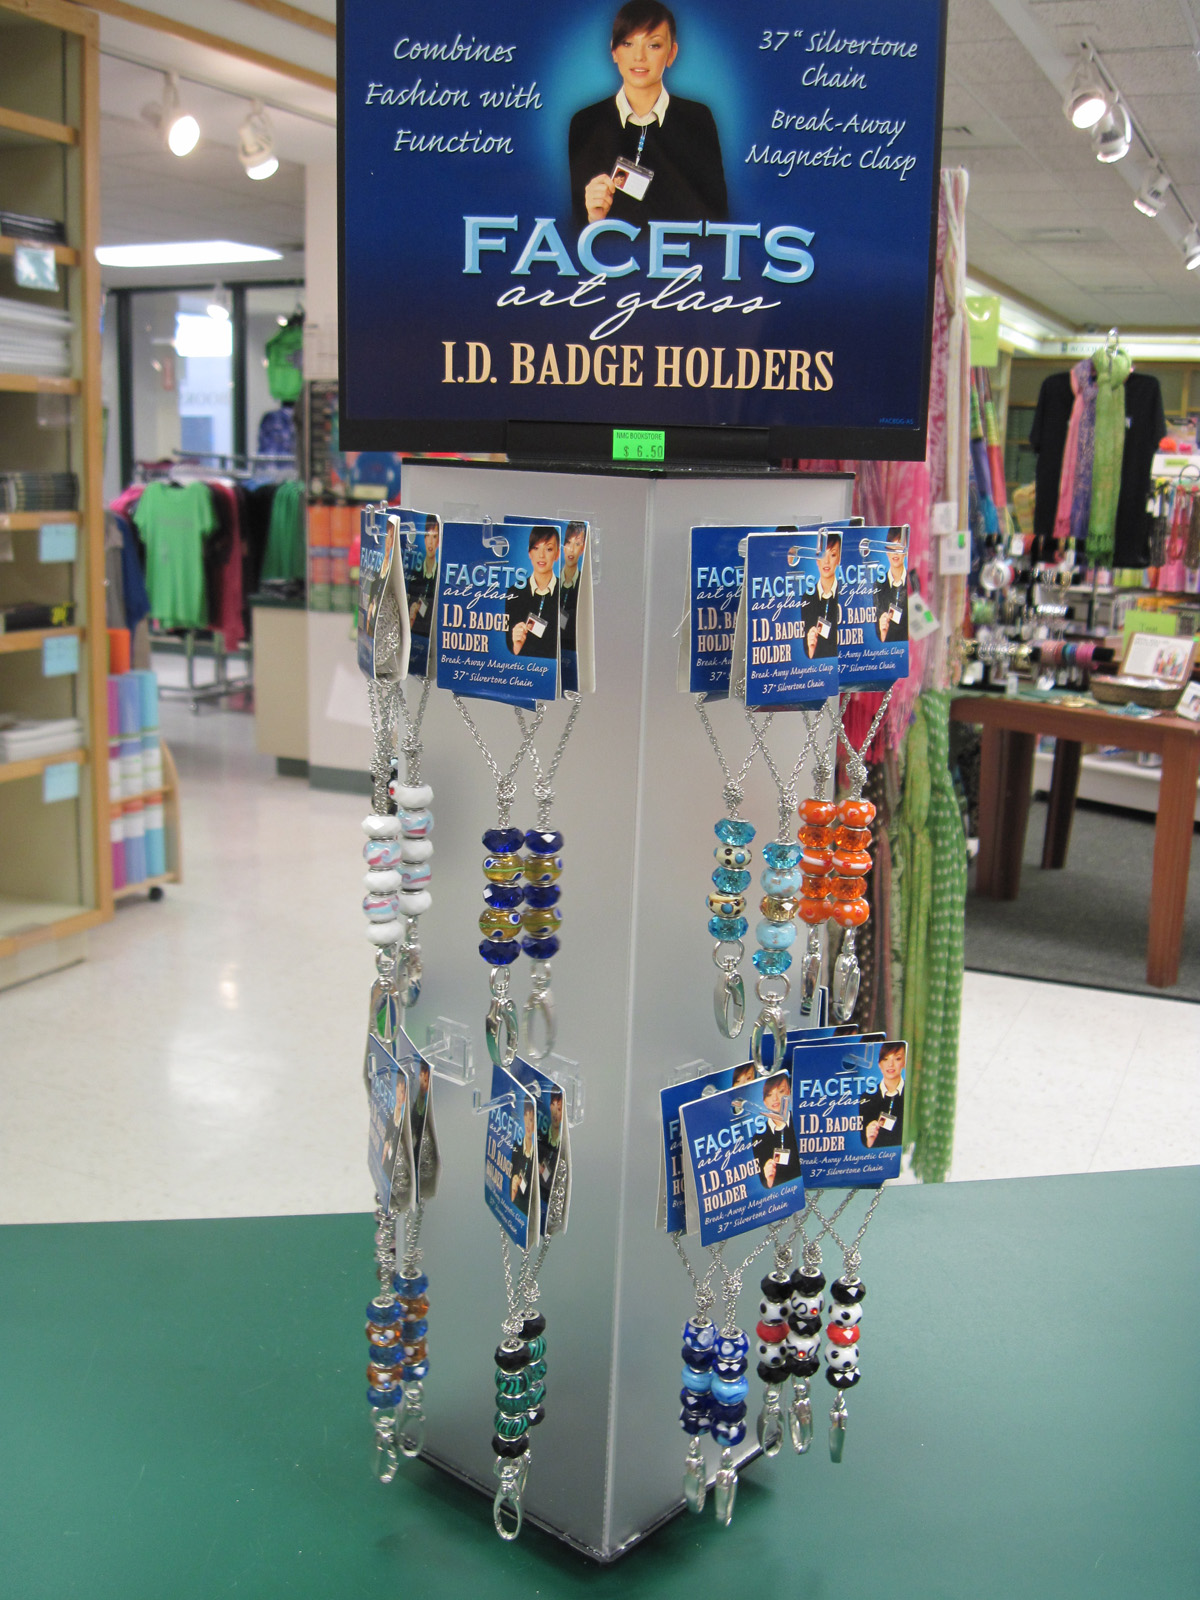 Combines
Fashion with
Function
37" Silvertone
Chain
Break-Away
Magnetic Clasp
FACETS
art glass
I.D. BADGE HOLDERS
NMC BOOKSTORE
$ 6.50
FACETS
art glass
I.D. BADGE
HOLDER
Break-Away Magnetic Clasp
37" Silvertone Chain
FACETS
art glass
I.D. BADGE
HOLDER
Break-Away Magnetic Clasp
37" Silvertone Chain
FACETS
art glass
I.D. BADGE
HOLDER
Break-Away Magnetic Clasp
37" Silvertone Chain
FACETS
art glass
I.D. BADGE
HOLDER
Break-Away Magnetic Clasp
37" Silvertone Chain